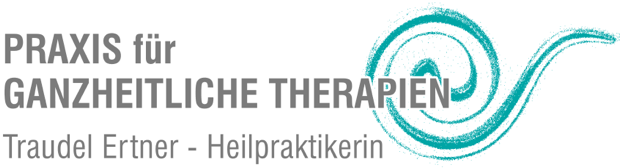 PRAXIS für
GANZHEITLICHE THERAPIEN
Traudel Ertner - Heilpraktikerin